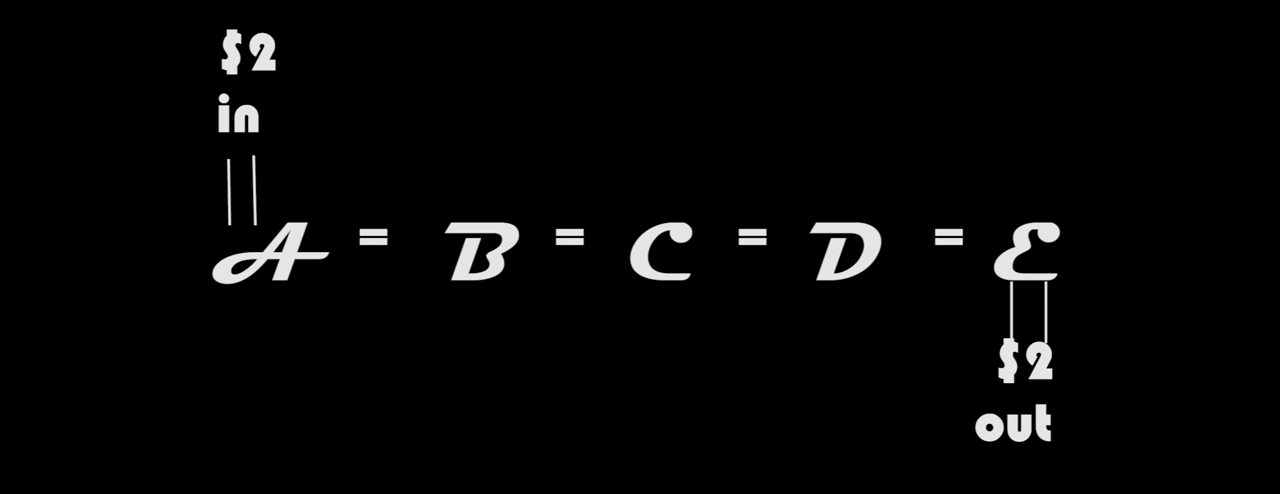 $2
in
A = B = C = D = E
$2
out